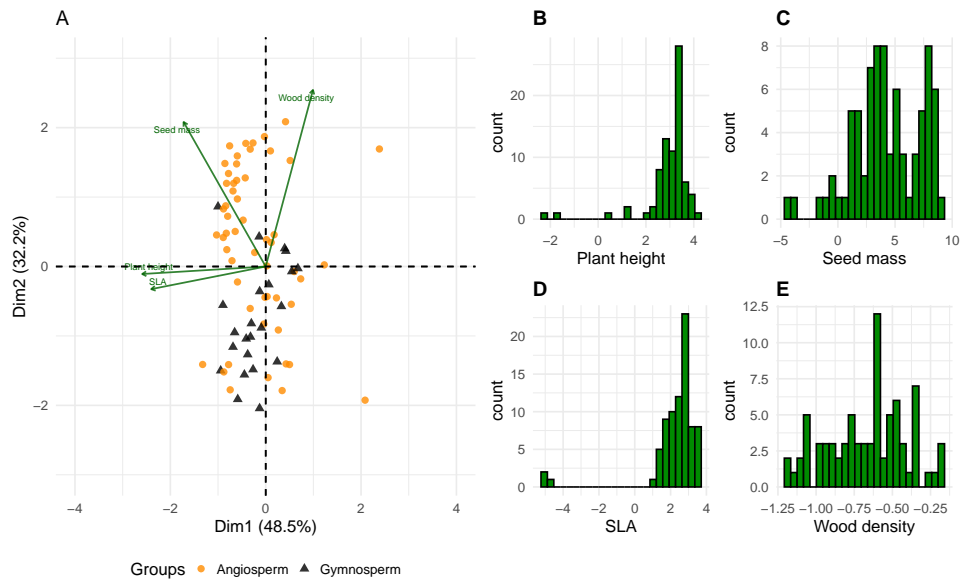 A
Dim2 (32.2%)
2
0
−2
Wood density
Seed mass
Plant height
SLA
−4
−2
0
2
4
Dim1 (48.5%)
Groups
Angiosperm
Gymnosperm
B
count
20
10
0
−2
0
2
4
Plant height
C
count
8
6
4
2
0
−5
0
5
10
Seed mass
D
count
20
15
10
5
0
−4
−2
0
2
4
SLA
E
count
12.5
10.0
7.5
5.0
2.5
0.0
−1.25
−1.00
−0.75
−0.50
−0.25
Wood density